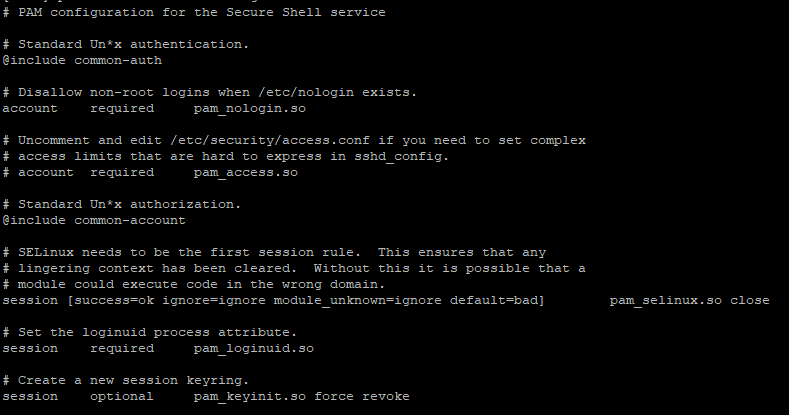 # PAM configuration for the Secure Shell service
# Standard Un*x authentication.
@include common-auth
# Disallow non-root logins when /etc/nologin exists.
account    required     pam_nologin.so
# Uncomment and edit /etc/security/access.conf if you need to set complex
# access limits that are hard to express in sshd_config.
# account  required     pam_access.so
# Standard Un*x authorization.
@include common-account
# SELinux needs to be the first session rule.  This ensures that any
# lingering context has been cleared.  Without this it is possible that a
# module could execute code in the wrong domain.
session [success=ok ignore=ignore module_unknown=ignore default=bad]        pam_selinux.so close
# Set the loginuid process attribute.
session    required     pam_loginuid.so
# Create a new session keyring.
session    optional     pam_keyinit.so force revoke